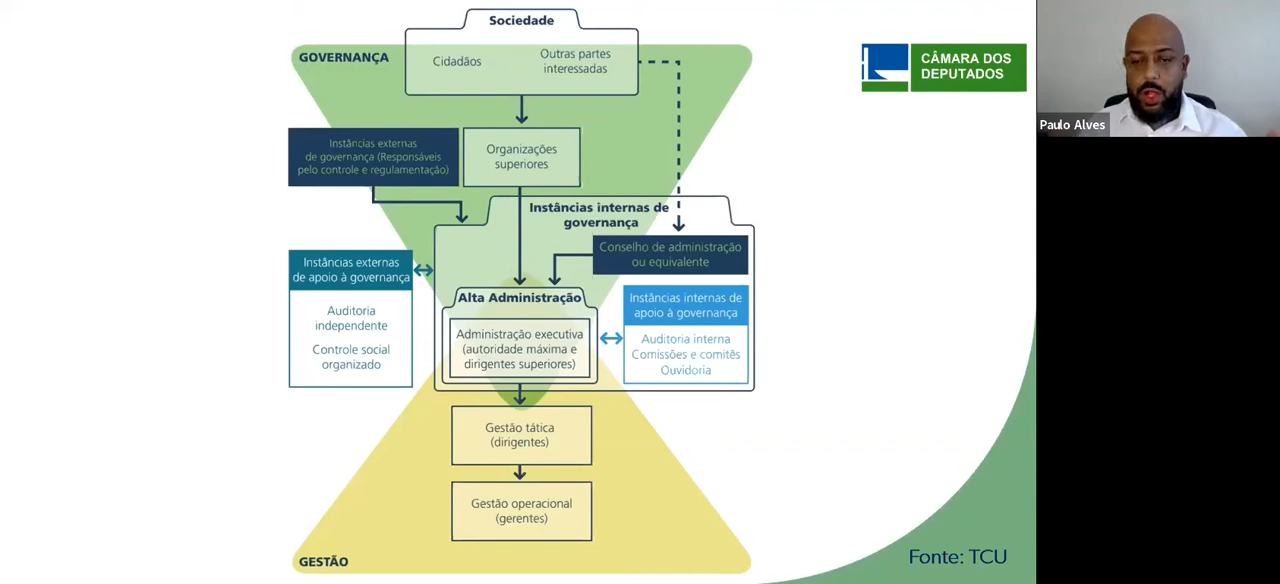 Sociedade
GOVERNANÇA
Cidadãos
Outras partes
interessadas
CÂMARA DOS
DEPUTADOS
Paulo Alves
Instâncias externas
de governança (Responsáveis
pelo controle e regulamentação)
Organizações
superiores
Instâncias internas de
governança
Conselho de administração
ou equivalente
Instâncias externas
de apoio à governança
Auditoria
independente
Controle social
organizado
Alta Administração
Administração executiva
(autoridade máxima e
dirigentes superiores)
Instâncias internas de
apoio à governança
Auditoria interna
Comissões e comitês
Ouvidoria
Gestão tática
(dirigentes)
Gestão operacional
(gerentes)
GESTÃO
Fonte: TCU